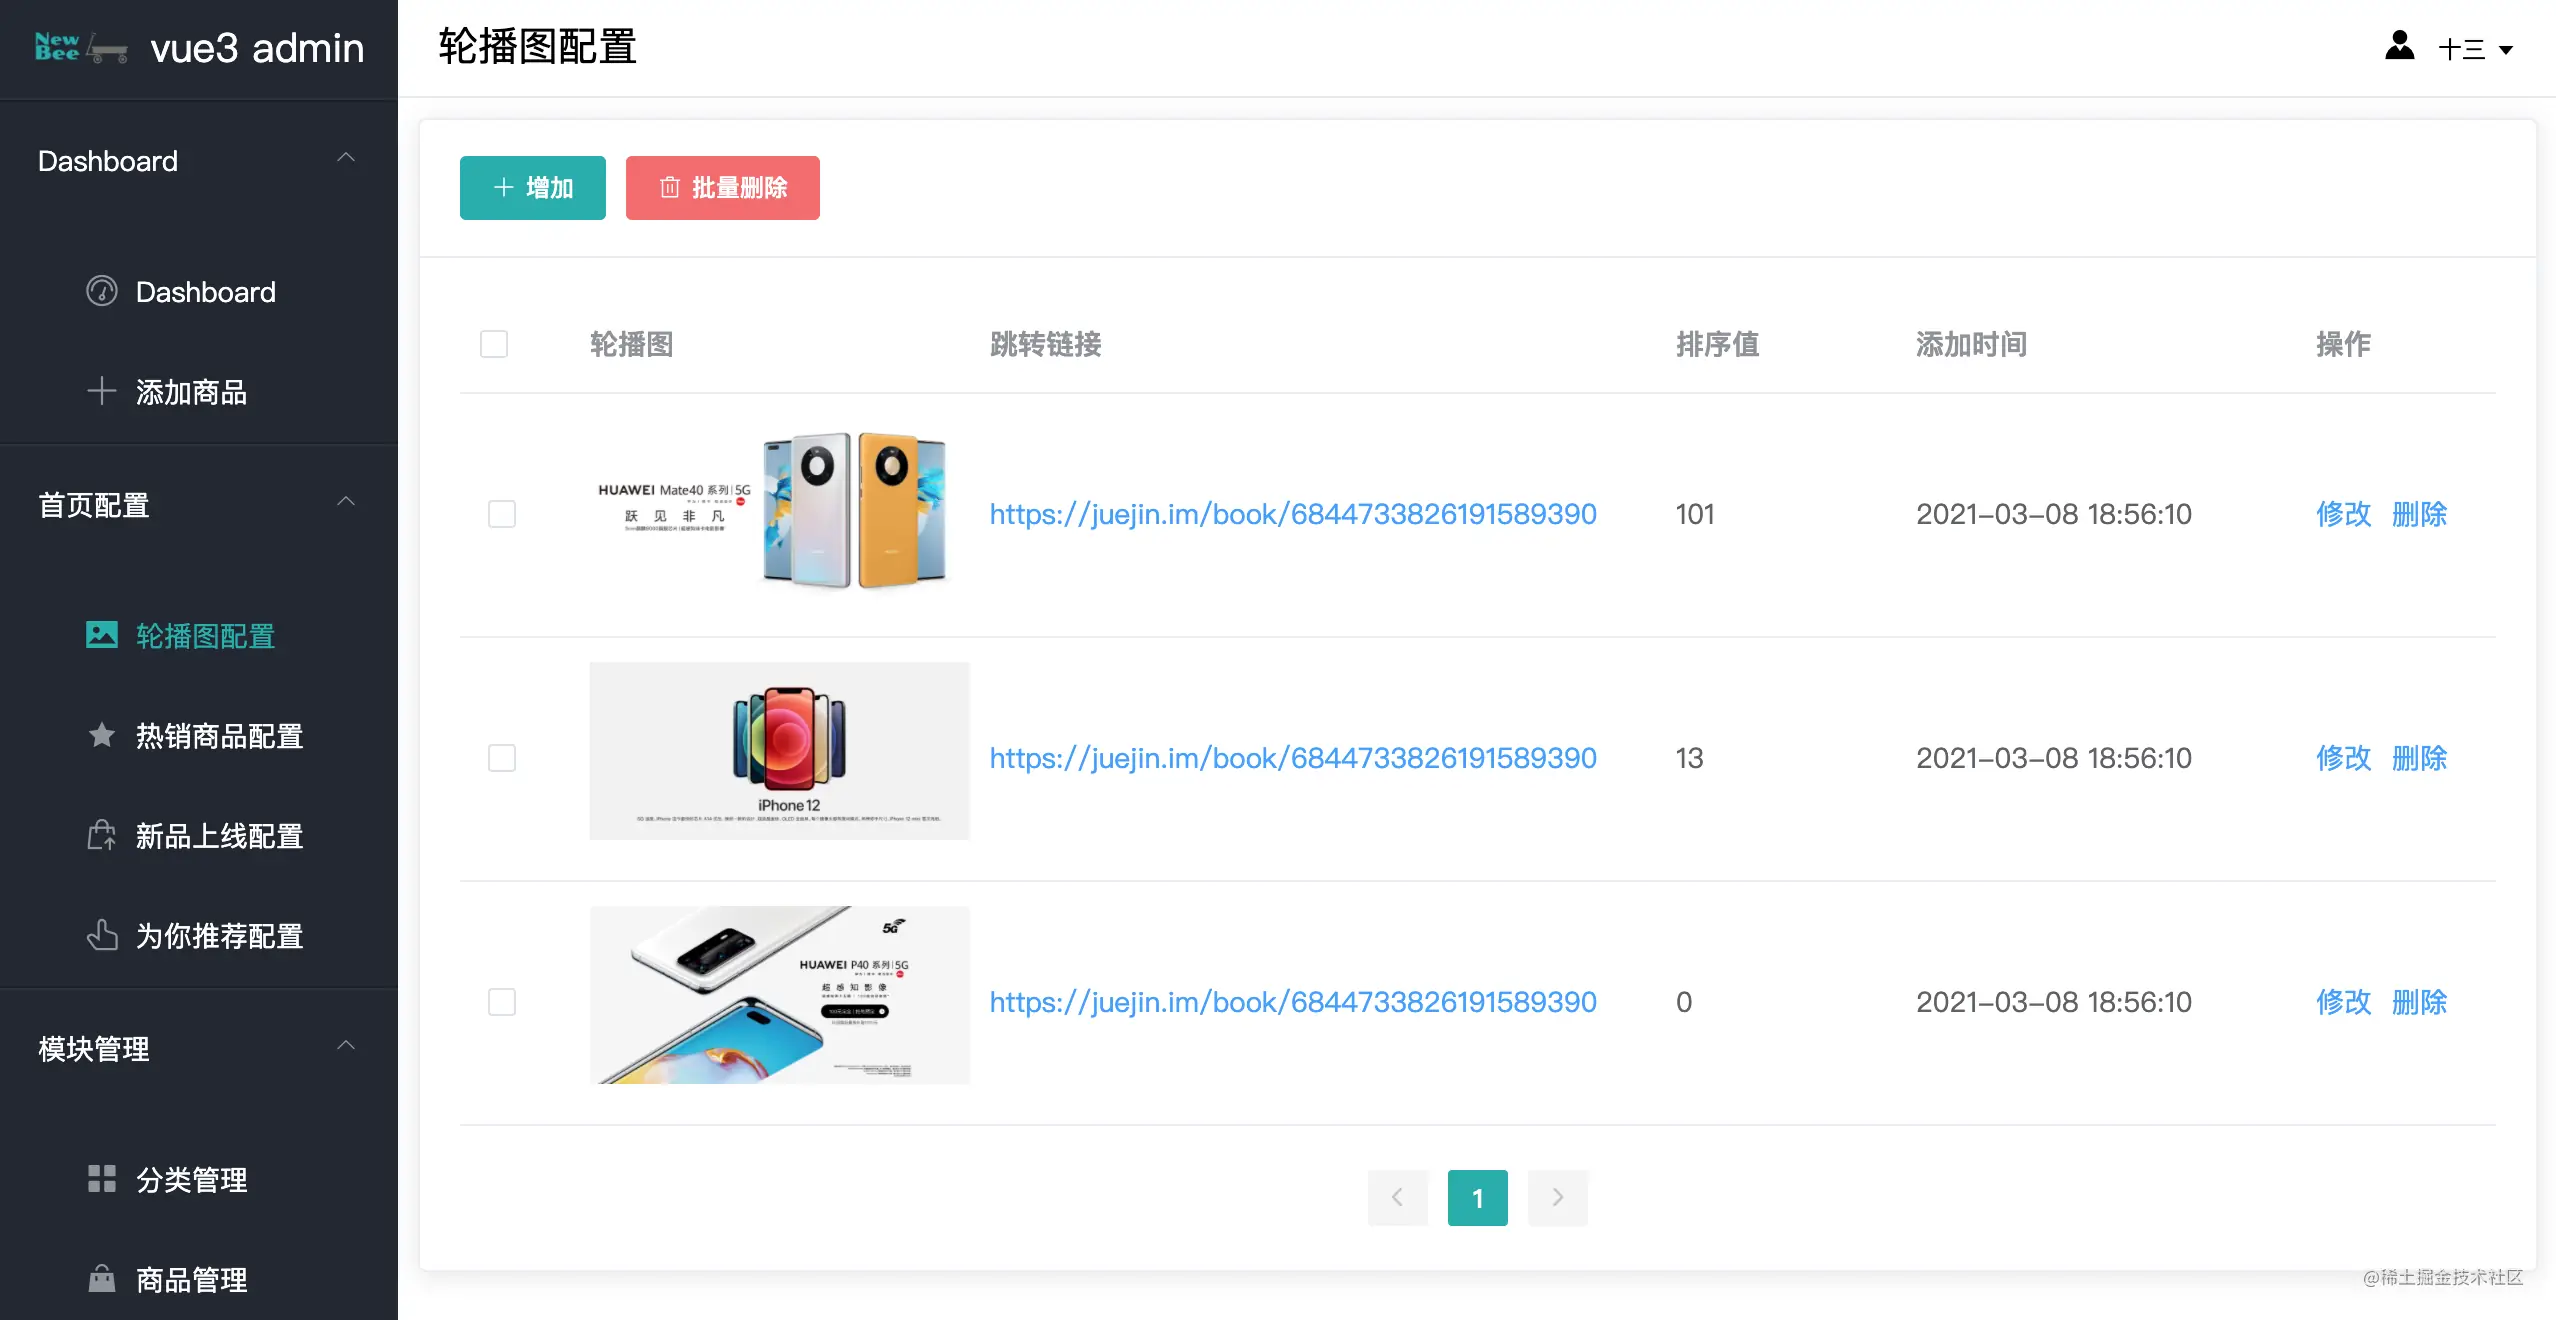 New
Bee
vue3 admin
轮播图配置
十三
Dashboard
Dashboard
添加商品
首页配置
轮播图配置
热销商品配置
新品上线配置
为你推荐配置
模块管理
分类管理
商品管理
增加
批量删除
轮播图 跳转链接 排序值 添加时间 操作
HUAWEI Mate40 系列|5G
跃 见 非 凡
https://juejin.im/book/6844733826191589390 101 2021-03-08 18:56:10 修改 删除
iPhone 12
https://juejin.im/book/6844733826191589390 13 2021-03-08 18:56:10 修改 删除
5G
HUAWEI P40 系列|5G
超 感 知 影 像
https://juejin.im/book/6844733826191589390 0 2021-03-08 18:56:10 修改 删除
1
@稀土掘金技术社区